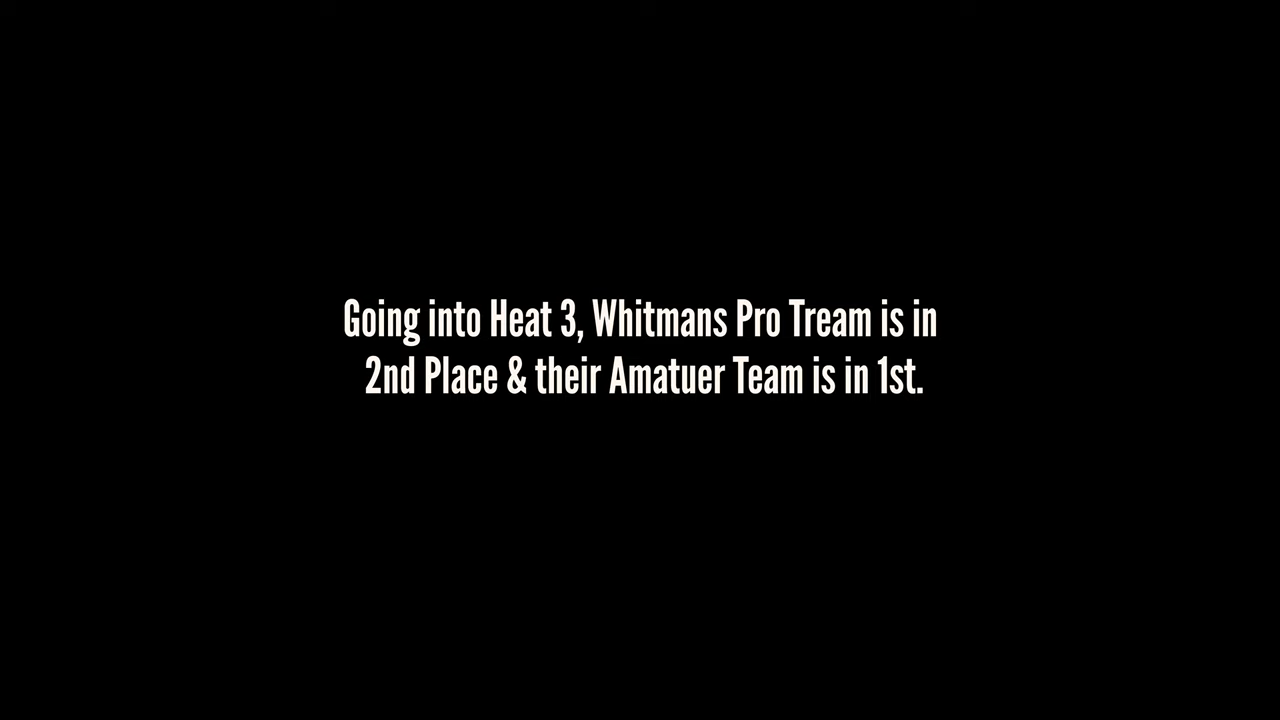 Going into Heat 3, Whitmans Pro Tream is in
2nd Place & their Amatuer Team is in 1st.